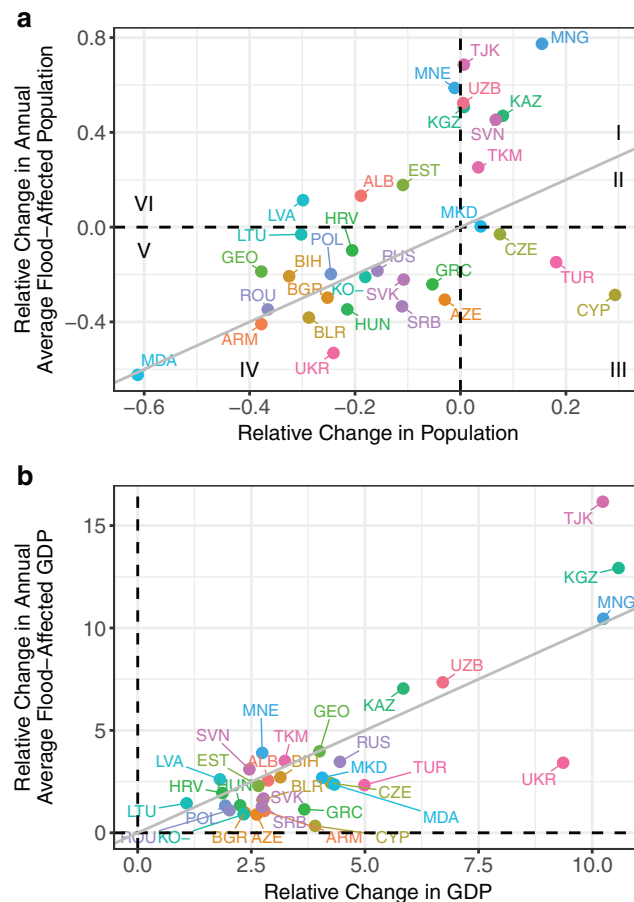 a
Relative Change in Annual
Average Flood−Affected Population
0.8
0.4
0.0
−0.4
MNG
TJK
MNE
UZB
KAZ
KGZ
SVN
TKM
I
II
EST
ALB
VI
LVA
MKD
HRV
POL
LTU
V
CZE
GEO
BIH
RUS
GRC
TUR
BGR
KO−
SVK
ROU
CYP
AZE
SRB
ARM
BLR
HUN
MDA
IV
UKR
III
−0.6
−0.4
−0.2
0.0
0.2
Relative Change in Population
b
Relative Change in Annual
Average Flood−Affected GDP
15
10
5
0
TJK
KGZ
MNG
UZB
KAZ
MNE
GEO
SVN
TKM
RUS
LVA
EST
ALB
BIH
MKD
TUR
UKR
HRV
HUN
BLR
CZE
LTU
SVK
GRC
MDA
POL
SRB
ROU
KO−
BGR
AZE
ARM
CYP
0.0
2.5
5.0
7.5
10.0
Relative Change in GDP